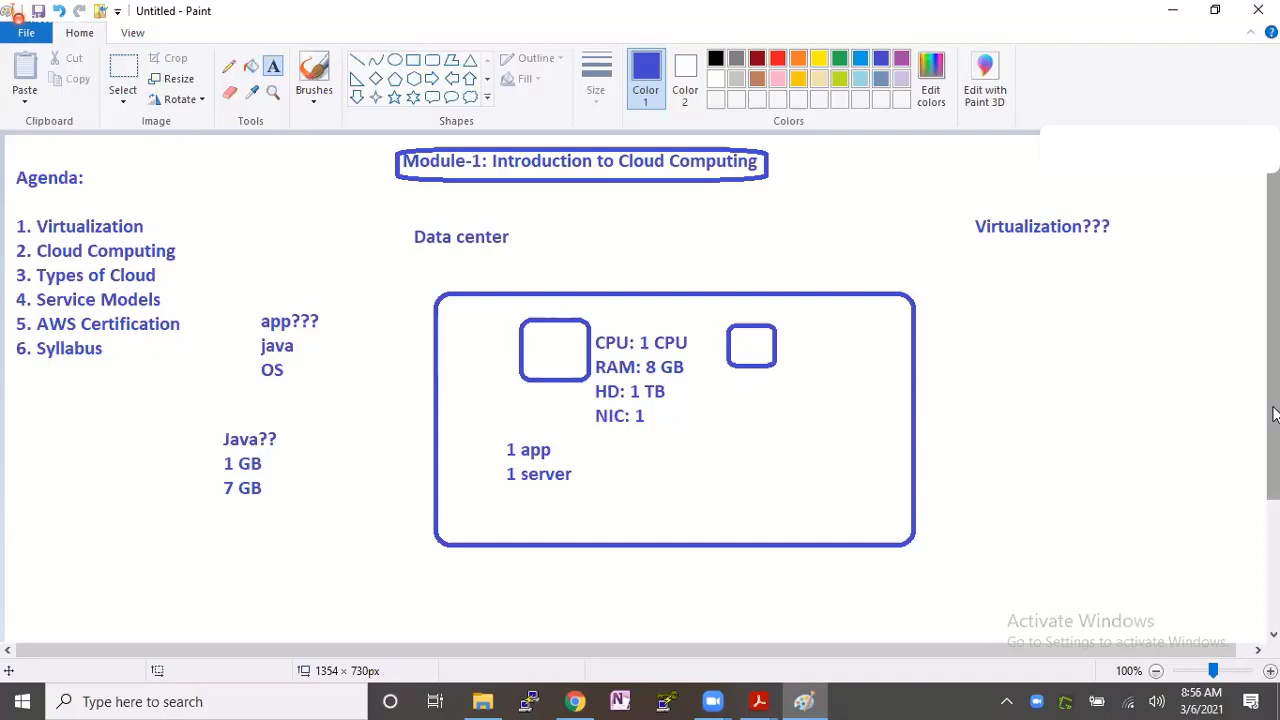 Untitled - Paint
File
Home
View
Paste
Cut
Copy
Clipboard
Select
Crop
Resize
Rotate
Image
Tools
Brushes
Shapes
Outline
Fill
Size
Color 1
Color 2
Edit colors
Edit with Paint 3D
Colors
Module-1: Introduction to Cloud Computing
Agenda:
1. Virtualization
2. Cloud Computing
3. Types of Cloud
4. Service Models
5. AWS Certification
6. Syllabus
app???
java
OS
Java??
1 GB
7 GB
Data center
CPU: 1 CPU
RAM: 8 GB
HD: 1 TB
NIC: 1
1 app
1 server
Virtualization???
Activate Windows
Go to Settings to activate Windows.
1354 × 730px
100%
Type here to search
8:56 AM
3/6/2021